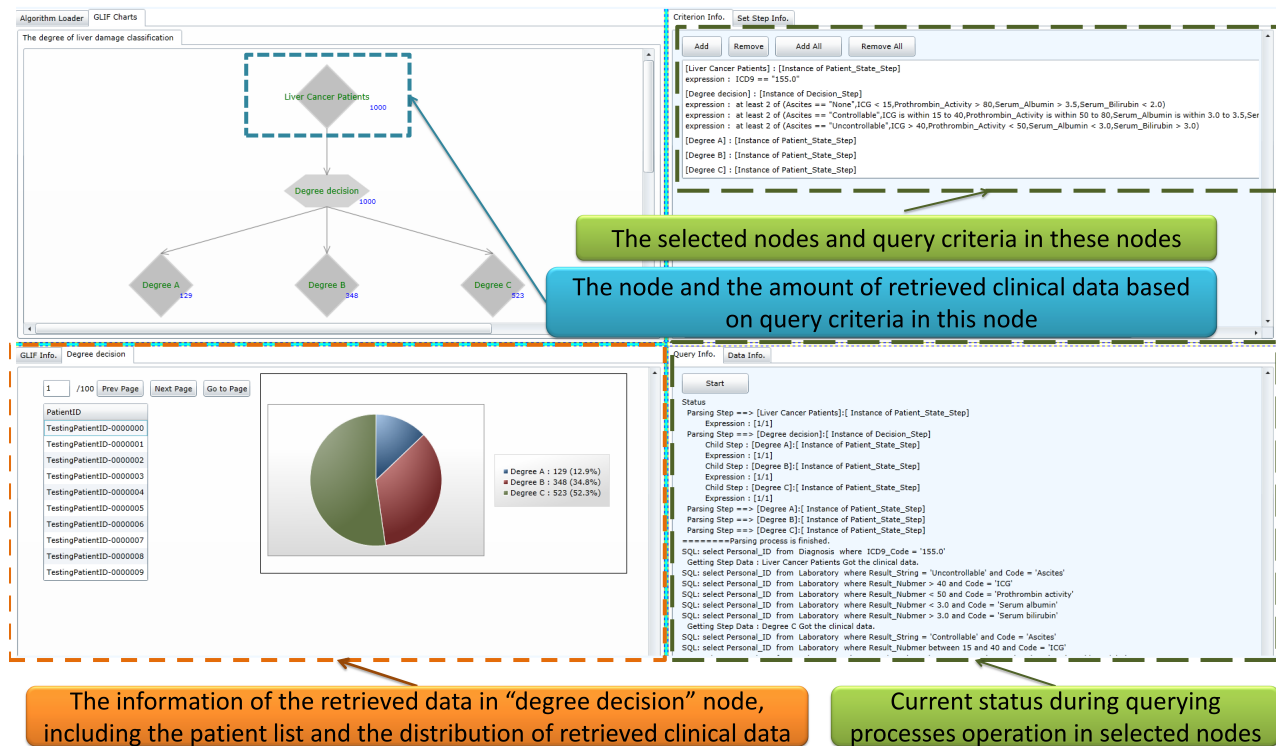 Algorithm Loader GLIF Charts
The degree of liver damage classification
Liver Cancer Patients
1000
Degree decision
1000
Degree A
129
Degree B
348
Degree C
523
Criterion Info. Set Step Info.
Add Remove Add All Remove All
[Liver Cancer Patients] : [Instance of Patient_State_Step]
expression : ICD9 == "155.0"
[Degree decision] : [Instance of Decision_Step]
expression : at least 2 of (Ascites == "None",ICG < 15,Prothrombin_Activity > 80,Serum_Albumin > 3.5,Serum_Bilirubin < 2.0)
expression : at least 2 of (Ascites == "Controllable",ICG is within 15 to 40,Prothrombin_Activity is within 50 to 80,Serum_Albumin is within 3.0 to 3.5,Ser
expression : at least 2 of (Ascites == "Uncontrollable",ICG > 40,Prothrombin_Activity < 50,Serum_Albumin < 3.0,Serum_Bilirubin > 3.0)
[Degree A] : [Instance of Patient_State_Step]
[Degree B] : [Instance of Patient_State_Step]
[Degree C] : [Instance of Patient_State_Step]
The selected nodes and query criteria in these nodes
The node and the amount of retrieved clinical data based
on query criteria in this node
GLIF Info. Degree decision
1 /100 Prev Page Next Page Go to Page
PatientID
TestingPatientID-0000000
TestingPatientID-0000001
TestingPatientID-0000002
TestingPatientID-0000003
TestingPatientID-0000004
TestingPatientID-0000005
TestingPatientID-0000006
TestingPatientID-0000007
TestingPatientID-0000008
TestingPatientID-0000009
Degree A : 129 (12.9%)
Degree B : 348 (34.8%)
Degree C : 523 (52.3%)
Query Info. Data Info.
Start
Status
Parsing Step ==> [Liver Cancer Patients]:[ Instance of Patient_State_Step]
Expression : [1/1]
Parsing Step ==> [Degree decision]:[ Instance of Decision_Step]
Child Step : [Degree A]:[ Instance of Patient_State_Step]
Expression : [1/1]
Child Step : [Degree B]:[ Instance of Patient_State_Step]
Expression : [1/1]
Child Step : [Degree C]:[ Instance of Patient_State_Step]
Expression : [1/1]
Parsing Step ==> [Degree A]:[ Instance of Patient_State_Step]
Parsing Step ==> [Degree B]:[ Instance of Patient_State_Step]
Parsing Step ==> [Degree C]:[ Instance of Patient_State_Step]
========Parsing process is finished.
SQL: select Personal_ID from Diagnosis where ICD9_Code = '155.0'
Getting Step Data : Liver Cancer Patients Got the clinical data.
SQL: select Personal_ID from Laboratory where Result_String = 'Uncontrollable' and Code = 'Ascites'
SQL: select Personal_ID from Laboratory where Result_Nubmer > 40 and Code = 'ICG'
SQL: select Personal_ID from Laboratory where Result_Nubmer < 50 and Code = 'Prothrombin activity'
SQL: select Personal_ID from Laboratory where Result_Nubmer < 3.0 and Code = 'Serum albumin'
SQL: select Personal_ID from Laboratory where Result_Nubmer > 3.0 and Code = 'Serum bilirubin'
Getting Step Data : Degree C Got the clinical data.
SQL: select Personal_ID from Laboratory where Result_String = 'Controllable' and Code = 'Ascites'
SQL: select Personal_ID from Laboratory where Result_Nubmer between 15 and 40 and Code = 'ICG'
The information of the retrieved data in “degree decision” node,
including the patient list and the distribution of retrieved clinical data
Current status during querying
processes operation in selected nodes